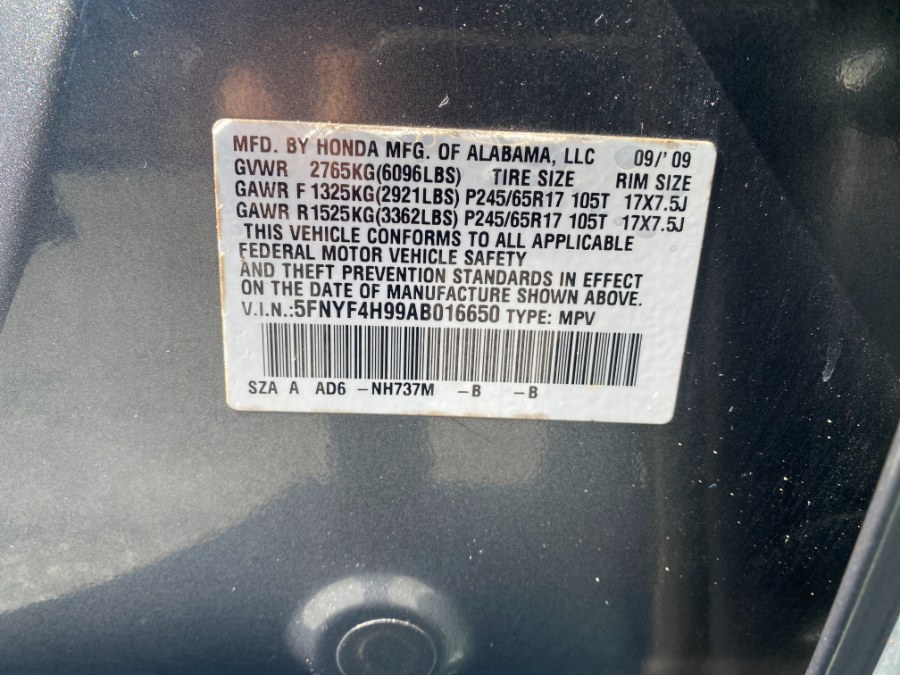 MFD. BY HONDA MFG. OF ALABAMA, LLC 09/' 09
GVWR 2765KG(6096LBS) TIRE SIZE RIM SIZE
GAWR F 1325KG(2921LBS) P245/65R17 105T 17X7.5J
GAWR R1525KG(3362LBS) P245/65R17 105T 17X7.5J
THIS VEHICLE CONFORMS TO ALL APPLICABLE
FEDERAL MOTOR VEHICLE SAFETY
AND THEFT PREVENTION STANDARDS IN EFFECT
ON THE DATE OF MANUFACTURE SHOWN ABOVE.
V.I.N.:5FNYF4H99AB016650 TYPE: MPV
SZA A AD6 –NH737M –B –B